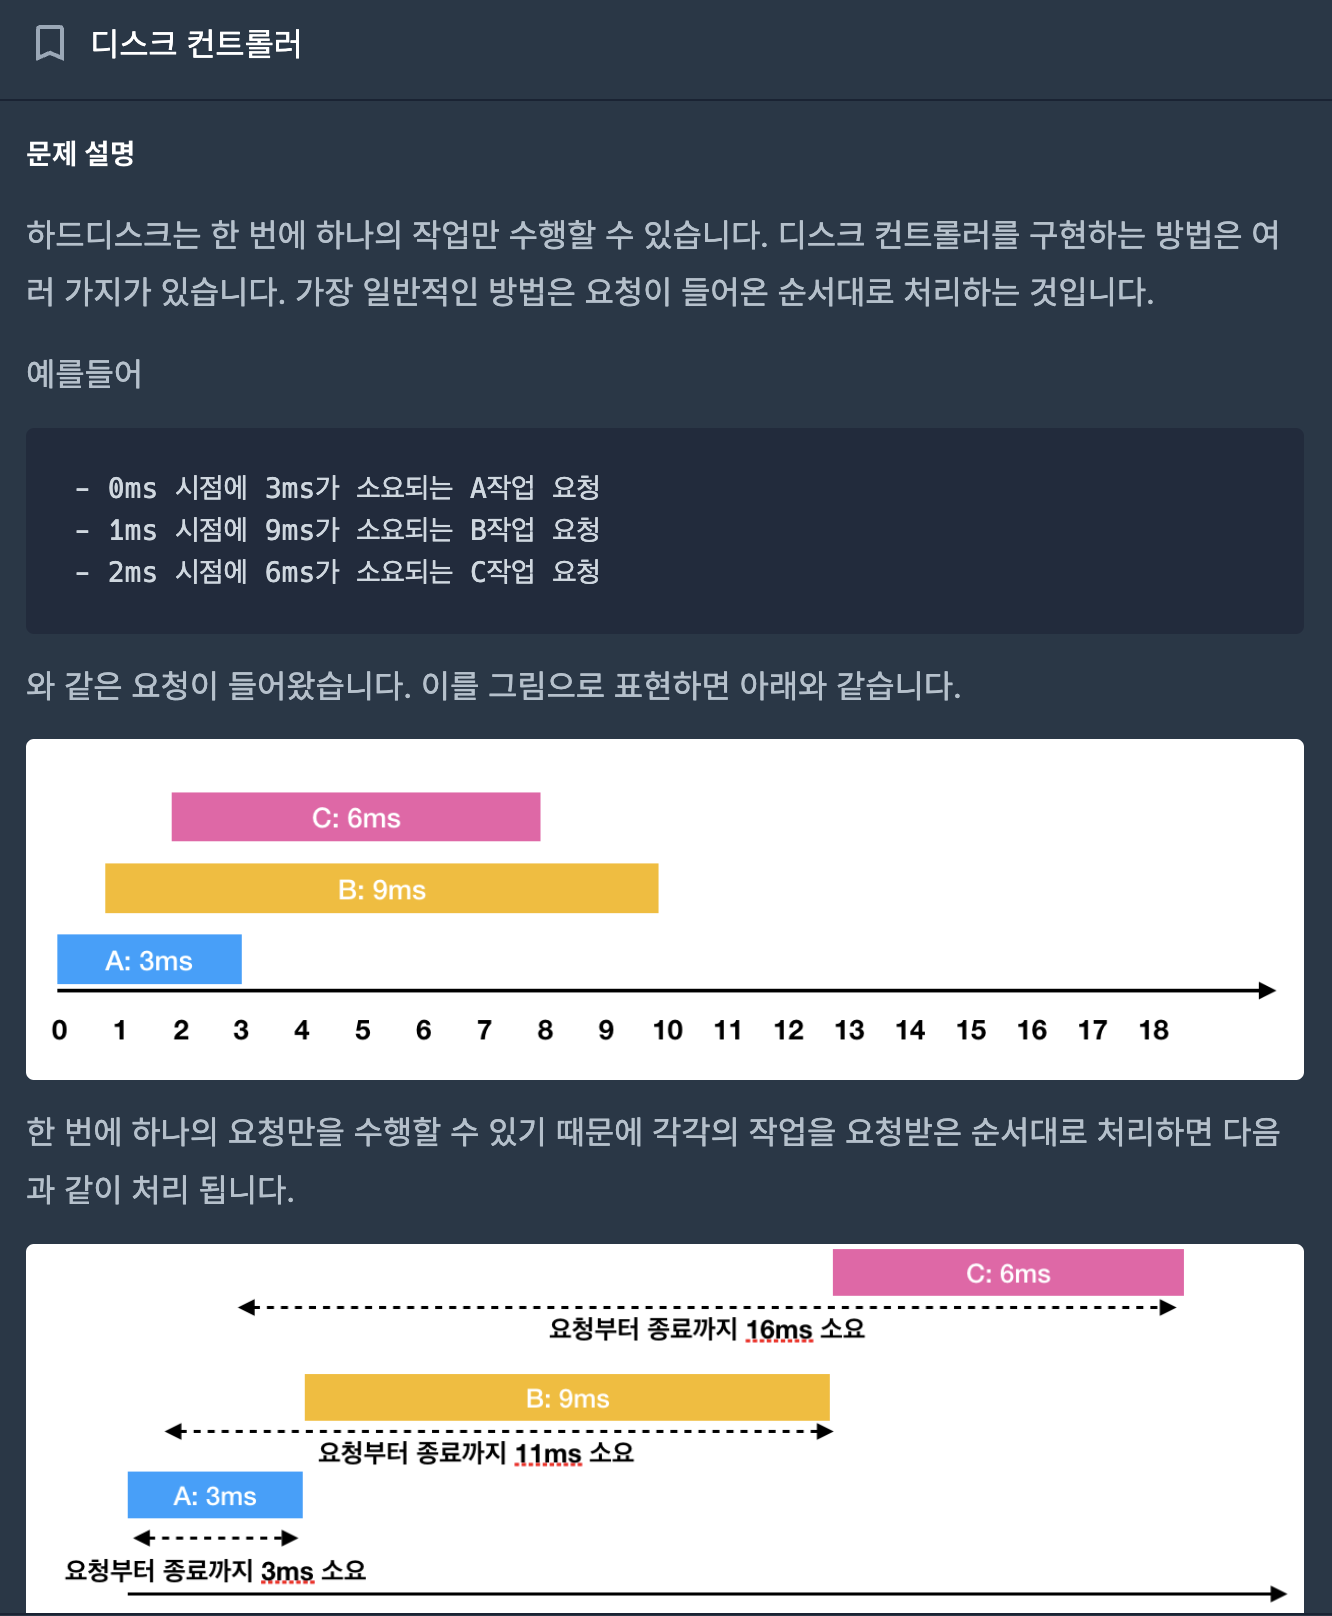 디스크 컨트롤러
문제 설명
하드디스크는 한 번에 하나의 작업만 수행할 수 있습니다. 디스크 컨트롤러를 구현하는 방법은 여
러 가지가 있습니다. 가장 일반적인 방법은 요청이 들어온 순서대로 처리하는 것입니다.
예를들어
- 0ms 시점에 3ms가 소요되는 A작업 요청
- 1ms 시점에 9ms가 소요되는 B작업 요청
- 2ms 시점에 6ms가 소요되는 C작업 요청
와 같은 요청이 들어왔습니다. 이를 그림으로 표현하면 아래와 같습니다.
C: 6ms
B: 9ms
A: 3ms
0 1 2 3 4 5 6 7 8 9 10 11 12 13 14 15 16 17 18
한 번에 하나의 요청만을 수행할 수 있기 때문에 각각의 작업을 요청받은 순서대로 처리하면 다음
과 같이 처리 됩니다.
C: 6ms
요청부터 종료까지 16ms 소요
B: 9ms
요청부터 종료까지 11ms 소요
A: 3ms
요청부터 종료까지 3ms 소요